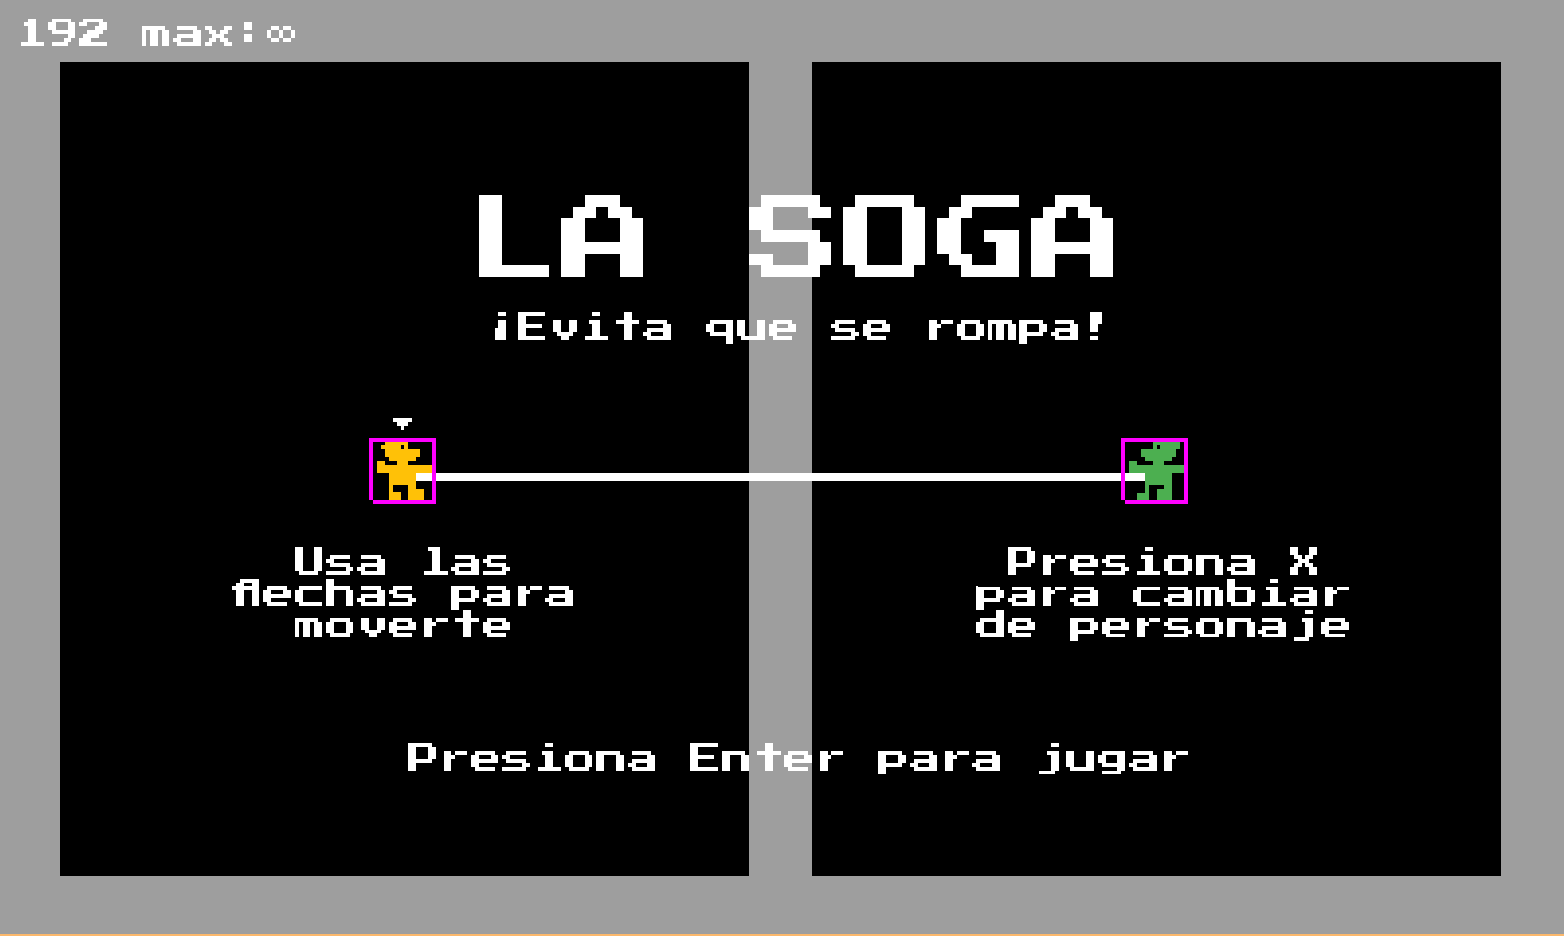 192 max:∞
LA SOGA
¡Evita que se rompa!
Usa las
flechas para
moverte
Presiona X
para cambiar
de personaje
Presiona Enter para jugar